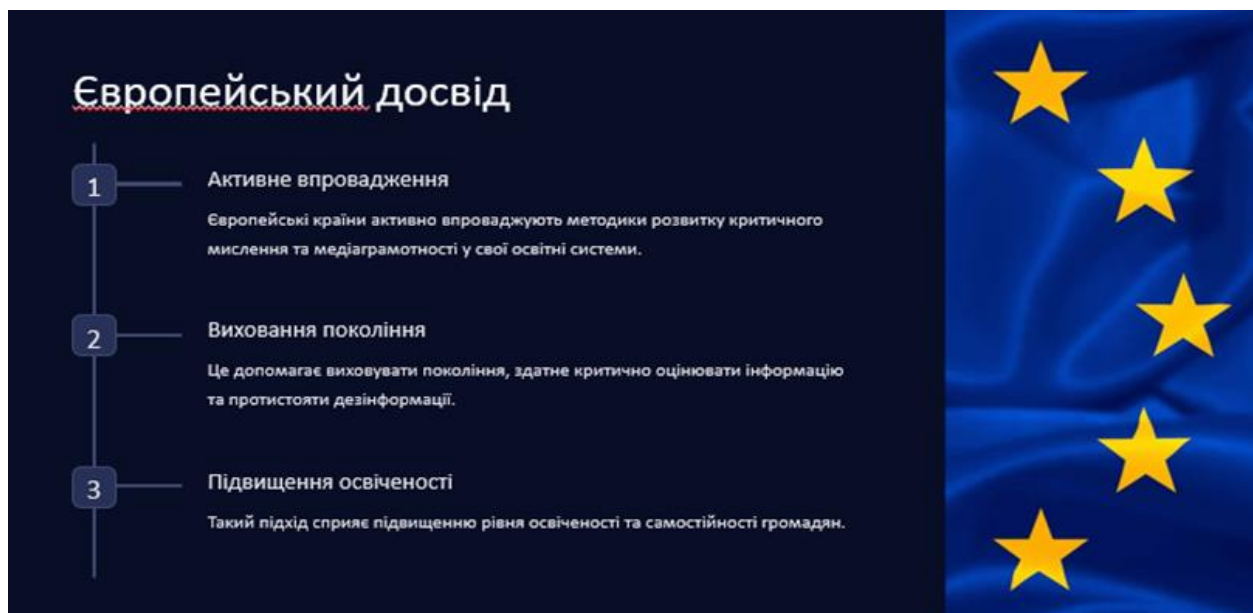 Європейський досвід
1
Активне впровадження
Європейські країни активно впроваджують методики розвитку критичного
мислення та медіаграмотності у свої освітні системи.
2
Виховання покоління
Це допомагає виховувати покоління, здатне критично оцінювати інформацію
та протистояти дезінформації.
3
Підвищення освіченості
Такий підхід сприяє підвищенню рівня освіченості та самостійності громадян.